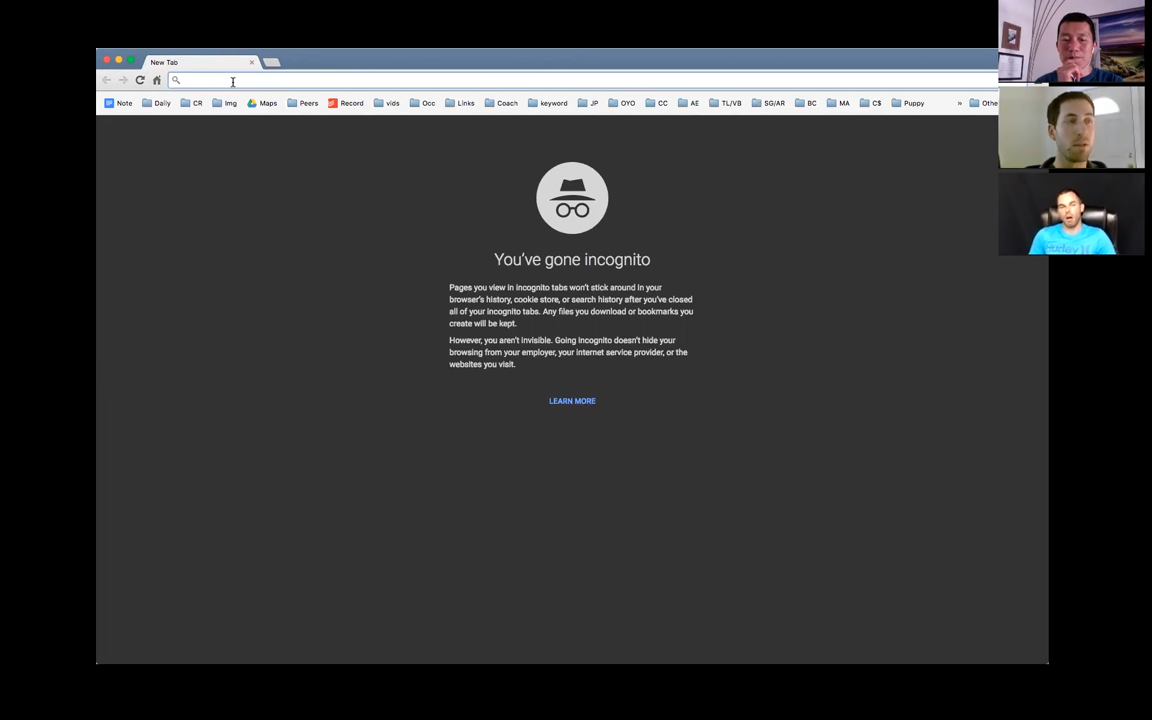 New Tab
Note Daily CR Img Maps Peers Record vids Occ Links Coach keyword JP OYO CC AE TL/VB SG/AR BC MA C$ Puppy » Othe
You've gone incognito
Pages you view in incognito tabs won't stick around in your
browser's history, cookie store, or search history after you've closed
all of your incognito tabs. Any files you download or bookmarks you
create will be kept.
However, you aren't invisible. Going incognito doesn't hide your
browsing from your employer, your internet service provider, or the
websites you visit.
LEARN MORE
Hurley